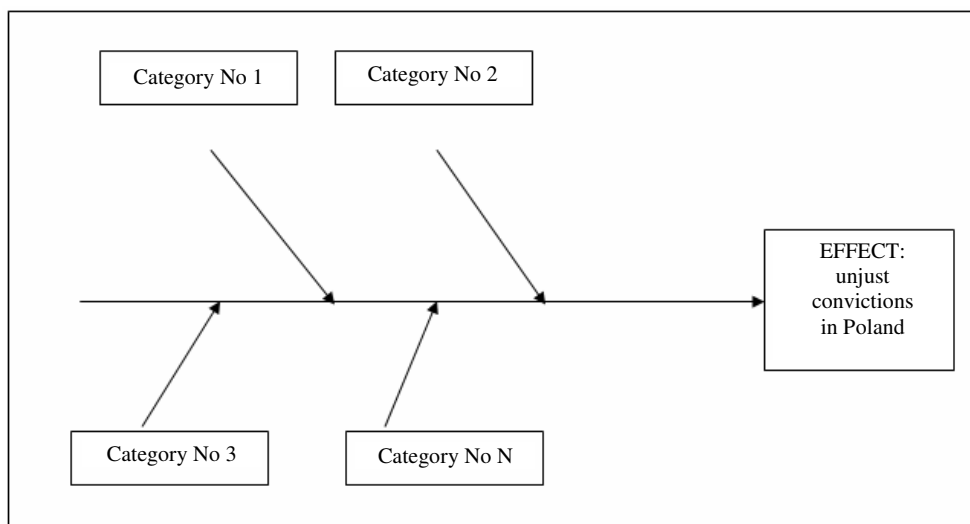 Category No 1
Category No 2
EFFECT:
unjust
convictions
in Poland
Category No 3
Category No N